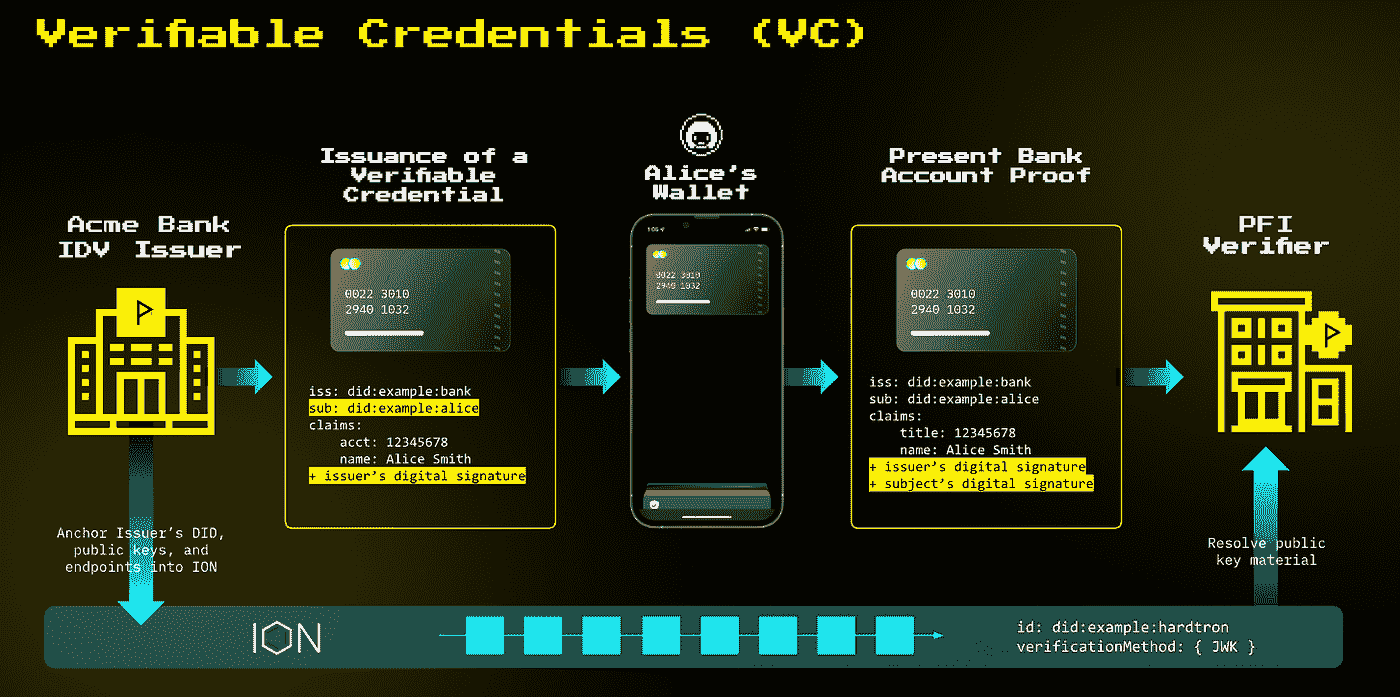 Verifiable Credentials (VC)
Issuance of a
Verifiable
Credential
Alice's
Wallet
Present Bank
Account Proof
Acme Bank
IDV Issuer
PFI
Verifier
0022 3010
2940 1032
iss: did:example:bank
sub: did:example:alice
claims:
acct: 12345678
name: Alice Smith
+ issuer's digital signature
0022 3010
2940 1032
0022 3010
2940 1032
iss: did:example:bank
sub: did:example:alice
claims:
title: 12345678
name: Alice Smith
+ issuer's digital signature
+ subject's digital signature
Anchor Issuer's DID,
public keys, and
endpoints into ION
Resolve public
key material
ION
id: did:example:hardtron
verificationMethod: { JWK }